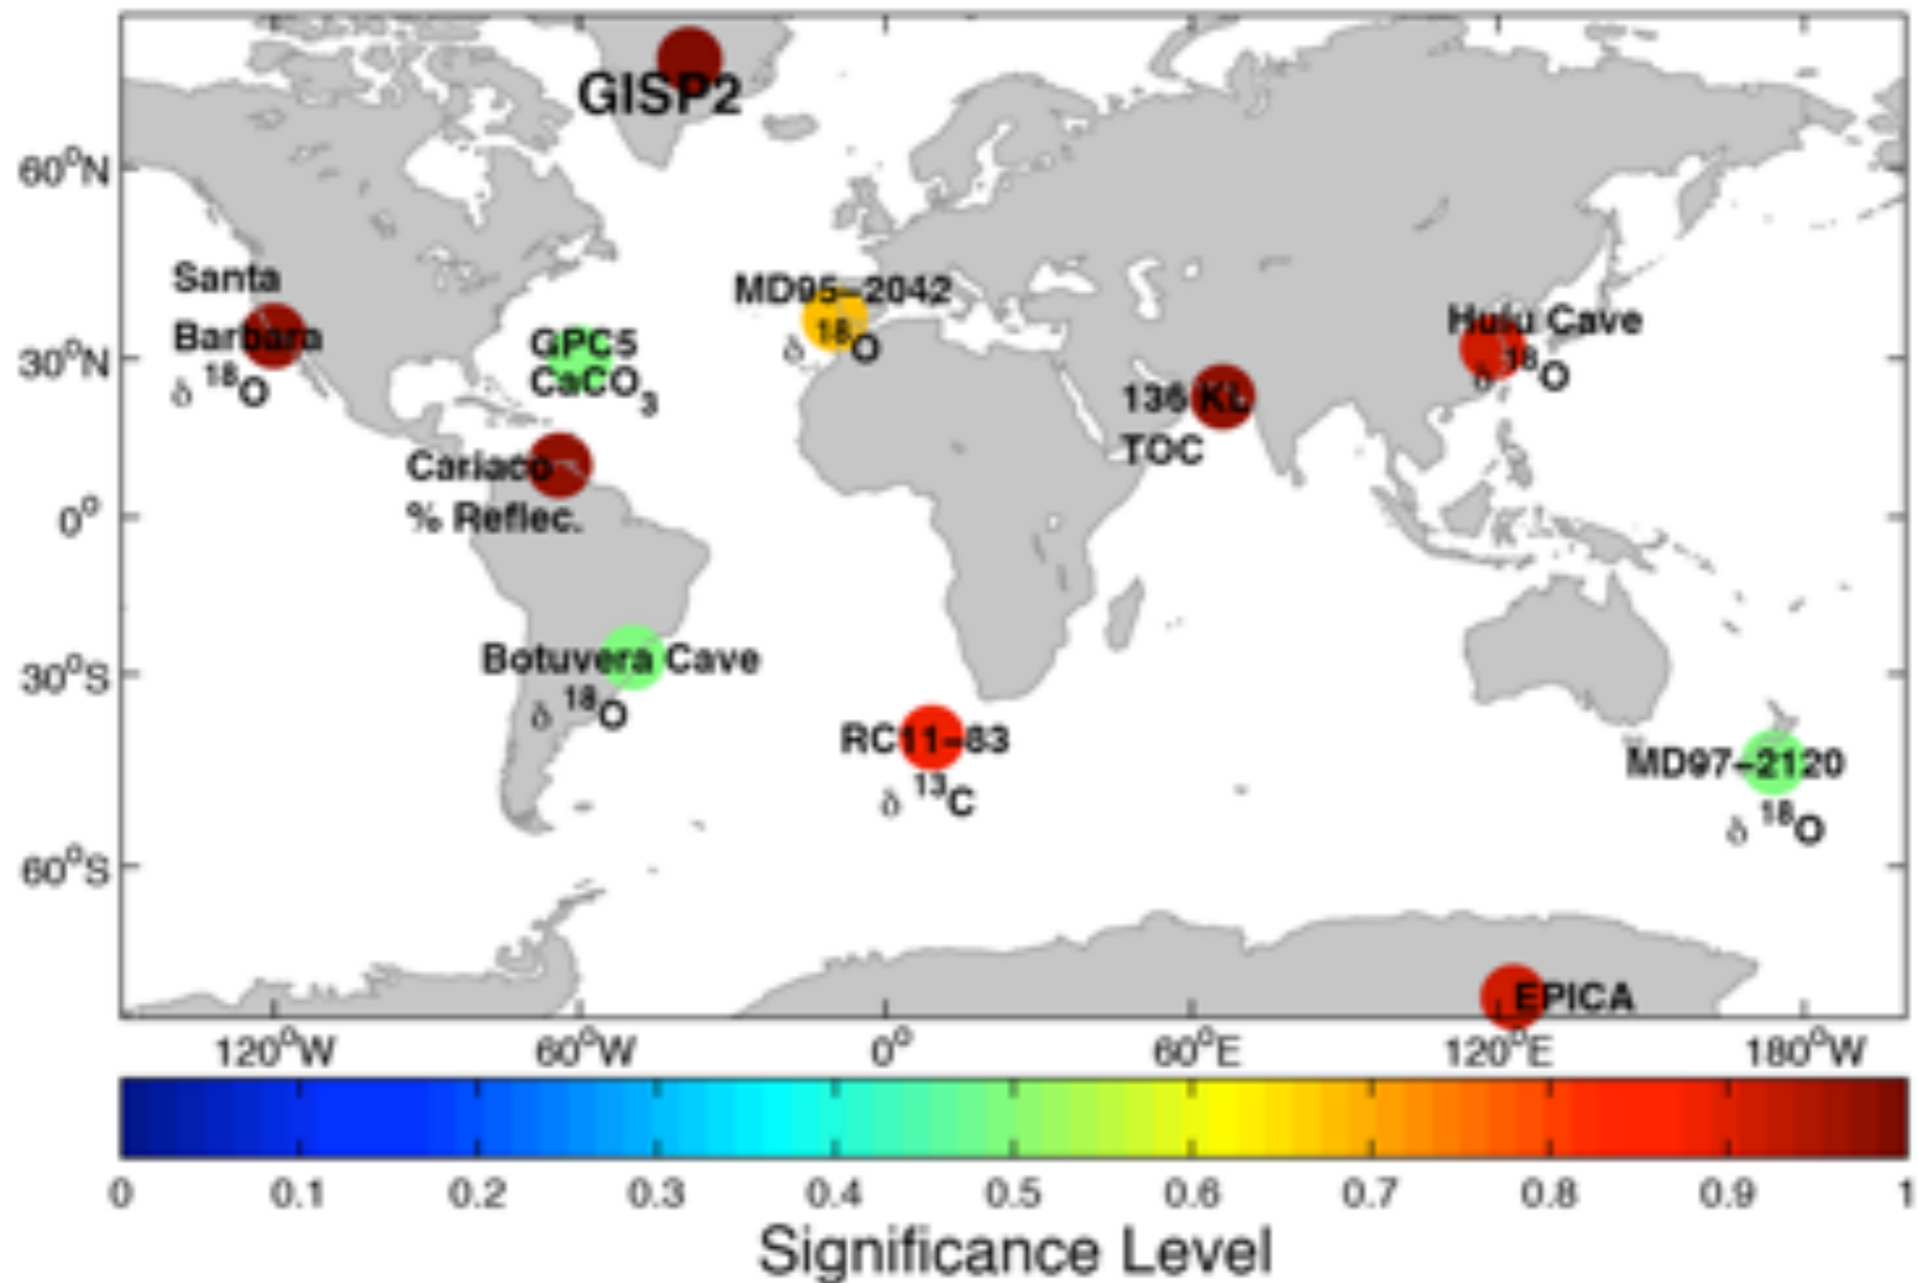 GISP2
60°N
Santa
Barbara
δ ¹⁸O
MD95-2042
δ ¹⁸O
GPC5
CaCO₃
Hulu Cave
δ ¹⁸O
30°N
136 KL
TOC
Cariaco
% Reflec.
0°
Botuvera Cave
δ ¹⁸O
30°S
RC11-83
δ ¹³C
MD97-2120
δ ¹⁸O
60°S
EPICA
120°W 60°W 0° 60°E 120°E 180°W
0 0.1 0.2 0.3 0.4 0.5 0.6 0.7 0.8 0.9 1
Significance Level